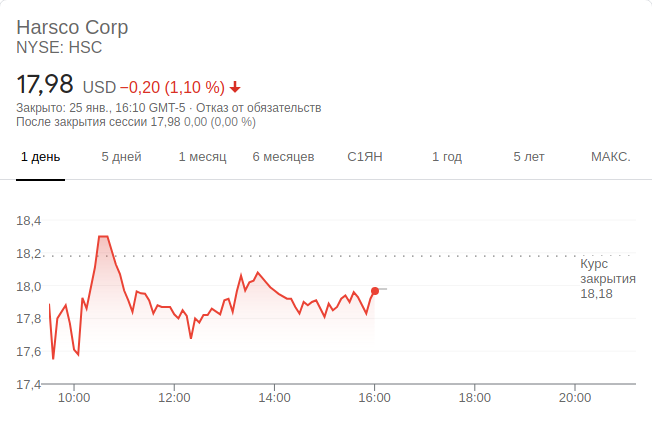 Harsco Corp
NYSE: HSC
17,98 USD −0,20 (1,10 %)
Закрыто: 25 янв., 16:10 GMT-5 · Отказ от обязательств
После закрытия сессии 17,98 0,00 (0,00 %)
1 день 5 дней 1 месяц 6 месяцев С1ЯН 1 год 5 лет МАКС.
18,4
18,2
Курс
закрытия
18,18
18,0
17,8
17,6
17,4
10:00 12:00 14:00 16:00 18:00 20:00